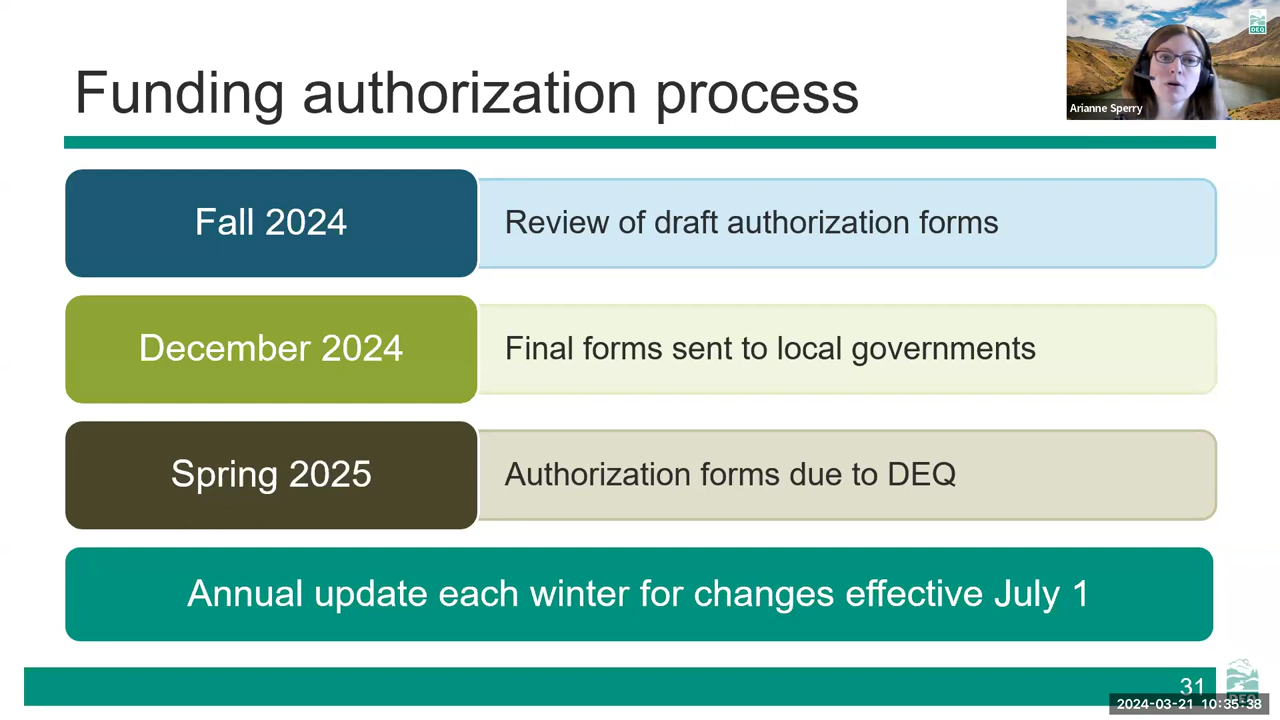 Funding authorization process
DEQ
Arianne Sperry
Fall 2024
Review of draft authorization forms
December 2024
Final forms sent to local governments
Spring 2025
Authorization forms due to DEQ
Annual update each winter for changes effective July 1
31
DEQ
2024-03-21 10:35:38